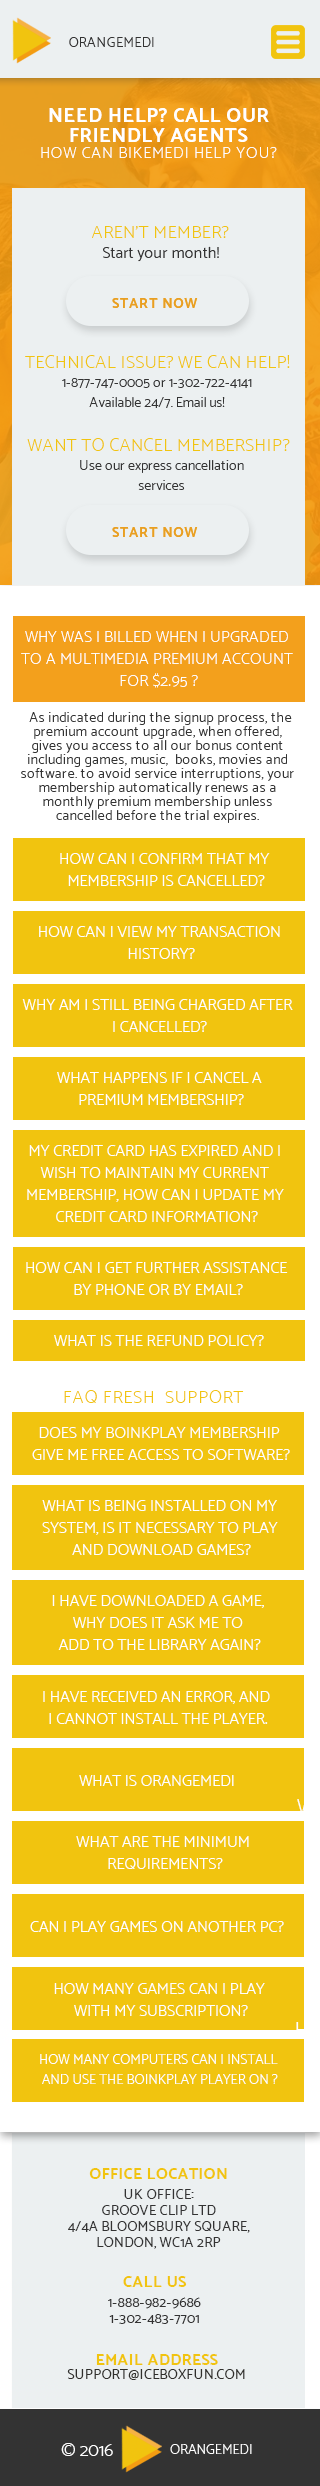 ORANGEMEDI
NEED HELP? CALL OUR
FRIENDLY AGENTS
HOW CAN BIKEMEDI HELP YOU?
AREN'T MEMBER?
Start your month!
START NOW
TECHNICAL ISSUE? WE CAN HELP!
1-877-747-0005 or 1-302-722-4141
Available 24/7. Email us!
WANT TO CANCEL MEMBERSHIP?
Use our express cancellation
services
START NOW
WHY WAS I BILLED WHEN I UPGRADED
TO A MULTIMEDIA PREMIUM ACCOUNT
FOR $2.95 ?
As indicated during the signup process, the
premium account upgrade, when offered,
gives you access to all our bonus content
including games, music,  books, movies and
software. to avoid service interruptions, your
membership automatically renews as a
monthly premium membership unless
cancelled before the trial expires.
HOW CAN I CONFIRM THAT MY
MEMBERSHIP IS CANCELLED?
HOW CAN I VIEW MY TRANSACTION
HISTORY?
WHY AM I STILL BEING CHARGED AFTER
I CANCELLED?
WHAT HAPPENS IF I CANCEL A
PREMIUM MEMBERSHIP?
MY CREDIT CARD HAS EXPIRED AND I
WISH TO MAINTAIN MY CURRENT
MEMBERSHIP, HOW CAN I UPDATE MY
CREDIT CARD INFORMATION?
HOW CAN I GET FURTHER ASSISTANCE
BY PHONE OR BY EMAIL?
WHAT IS THE REFUND POLICY?
FAQ FRESH  SUPPORT
DOES MY BOINKPLAY MEMBERSHIP
GIVE ME FREE ACCESS TO SOFTWARE?
WHAT IS BEING INSTALLED ON MY
SYSTEM, IS IT NECESSARY TO PLAY
AND DOWNLOAD GAMES?
I HAVE DOWNLOADED A GAME,
WHY DOES IT ASK ME TO
ADD TO THE LIBRARY AGAIN?
I HAVE RECEIVED AN ERROR, AND
I CANNOT INSTALL THE PLAYER.
WHAT IS ORANGEMEDI
WHAT ARE THE MINIMUM
REQUIREMENTS?
CAN I PLAY GAMES ON ANOTHER PC?
HOW MANY GAMES CAN I PLAY
WITH MY SUBSCRIPTION?
HOW MANY COMPUTERS CAN I INSTALL
AND USE THE BOINKPLAY PLAYER ON ?
OFFICE LOCATION
UK OFFICE:
GROOVE CLIP LTD
4/4A BLOOMSBURY SQUARE,
LONDON, WC1A 2RP
CALL US
1-888-982-9686
1-302-483-7701
EMAIL ADDRESS
SUPPORT@ICEBOXFUN.COM
© 2016 ORANGEMEDI